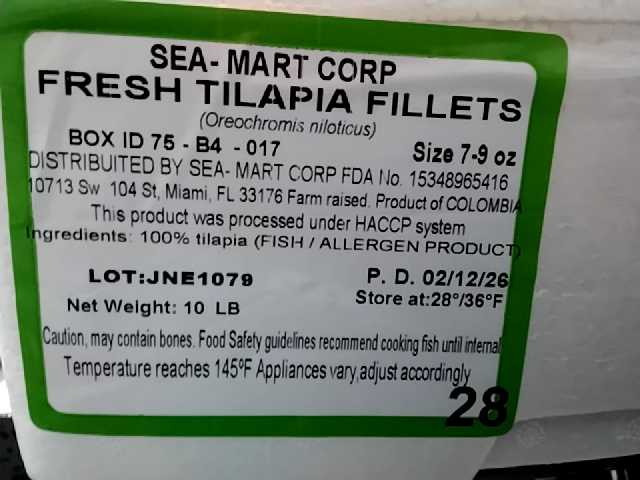 SEA- MART CORP
FRESH TILAPIA FILLETS
(Oreochromis niloticus)
BOX ID 75 - B4 - 017
Size 7-9 oz
DISTRIBUITED BY SEA- MART CORP FDA No. 15348965416
10713 Sw 104 St, Miami, FL 33176 Farm raised. Product of COLOMBIA
This product was processed under HACCP system
Ingredients: 100% tilapia (FISH / ALLERGEN PRODUCT)
LOT:JNE1079
P. D. 02/12/26
Net Weight: 10 LB
Store at:28°/36°F
Caution, may contain bones. Food Safety guidelines recommend cooking fish until internal
Temperature reaches 145ºF Appliances vary,adjust accordingly
28